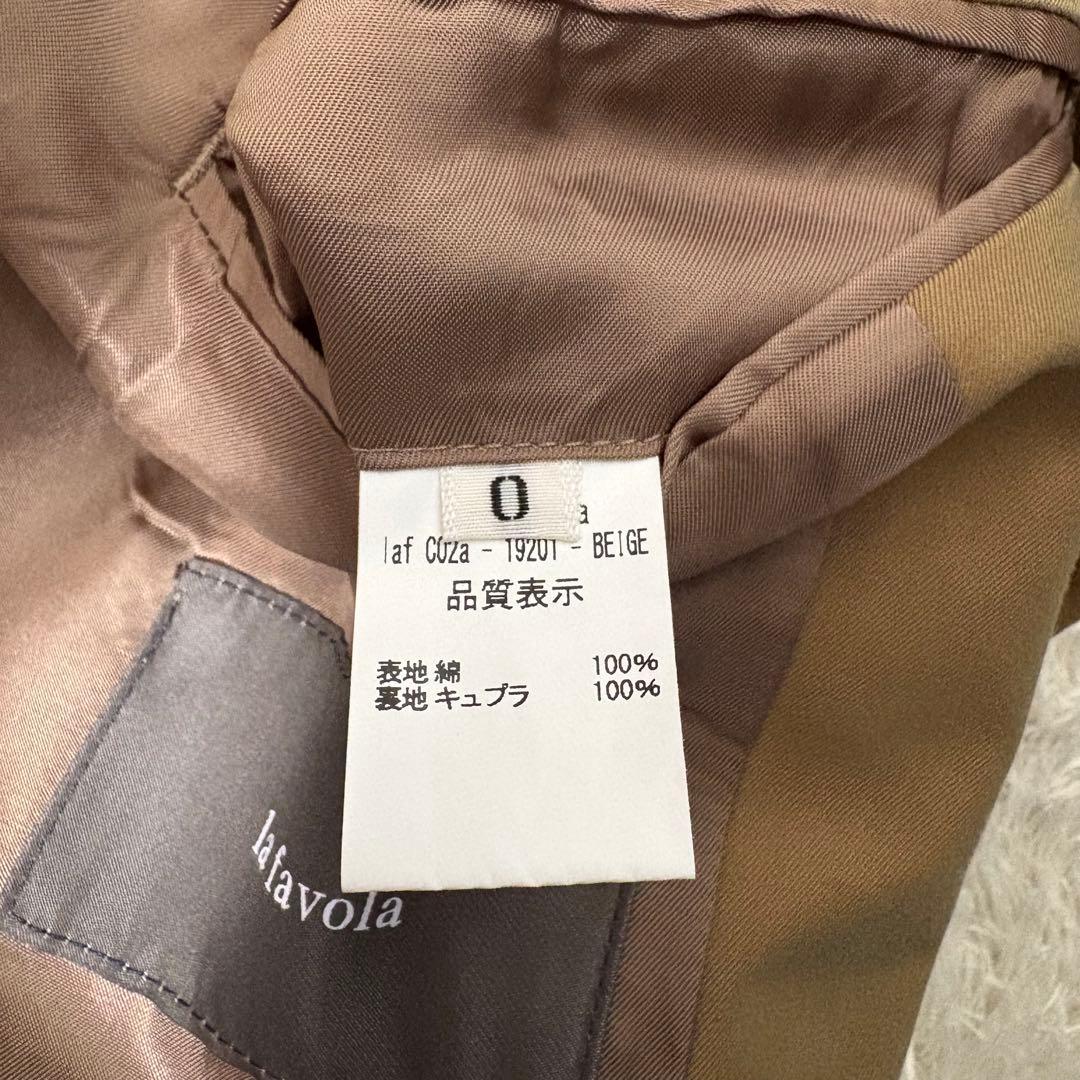 0
a
laf C02a - 19201 - BEIGE
品質表示
表地 綿 100%
裏地 キュプラ 100%
lafavola